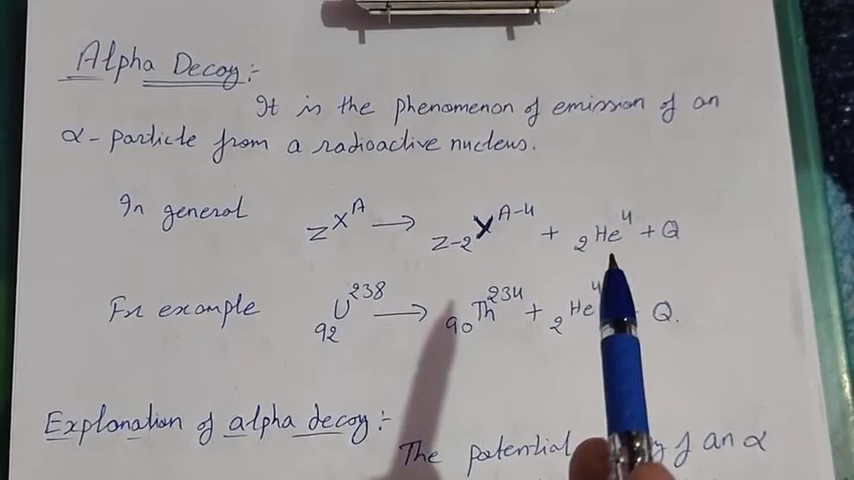 Alpha Decay:-
It is the phenomenon of emission of an
α- particle from a radioactive nucleus.
In general zX^A → z-2Y^A-4 + 2He^4 + Q
For example 92U^238 → 90Th^234 + 2He^4 + Q.
Explanation of alpha decay:-
The potential of an α